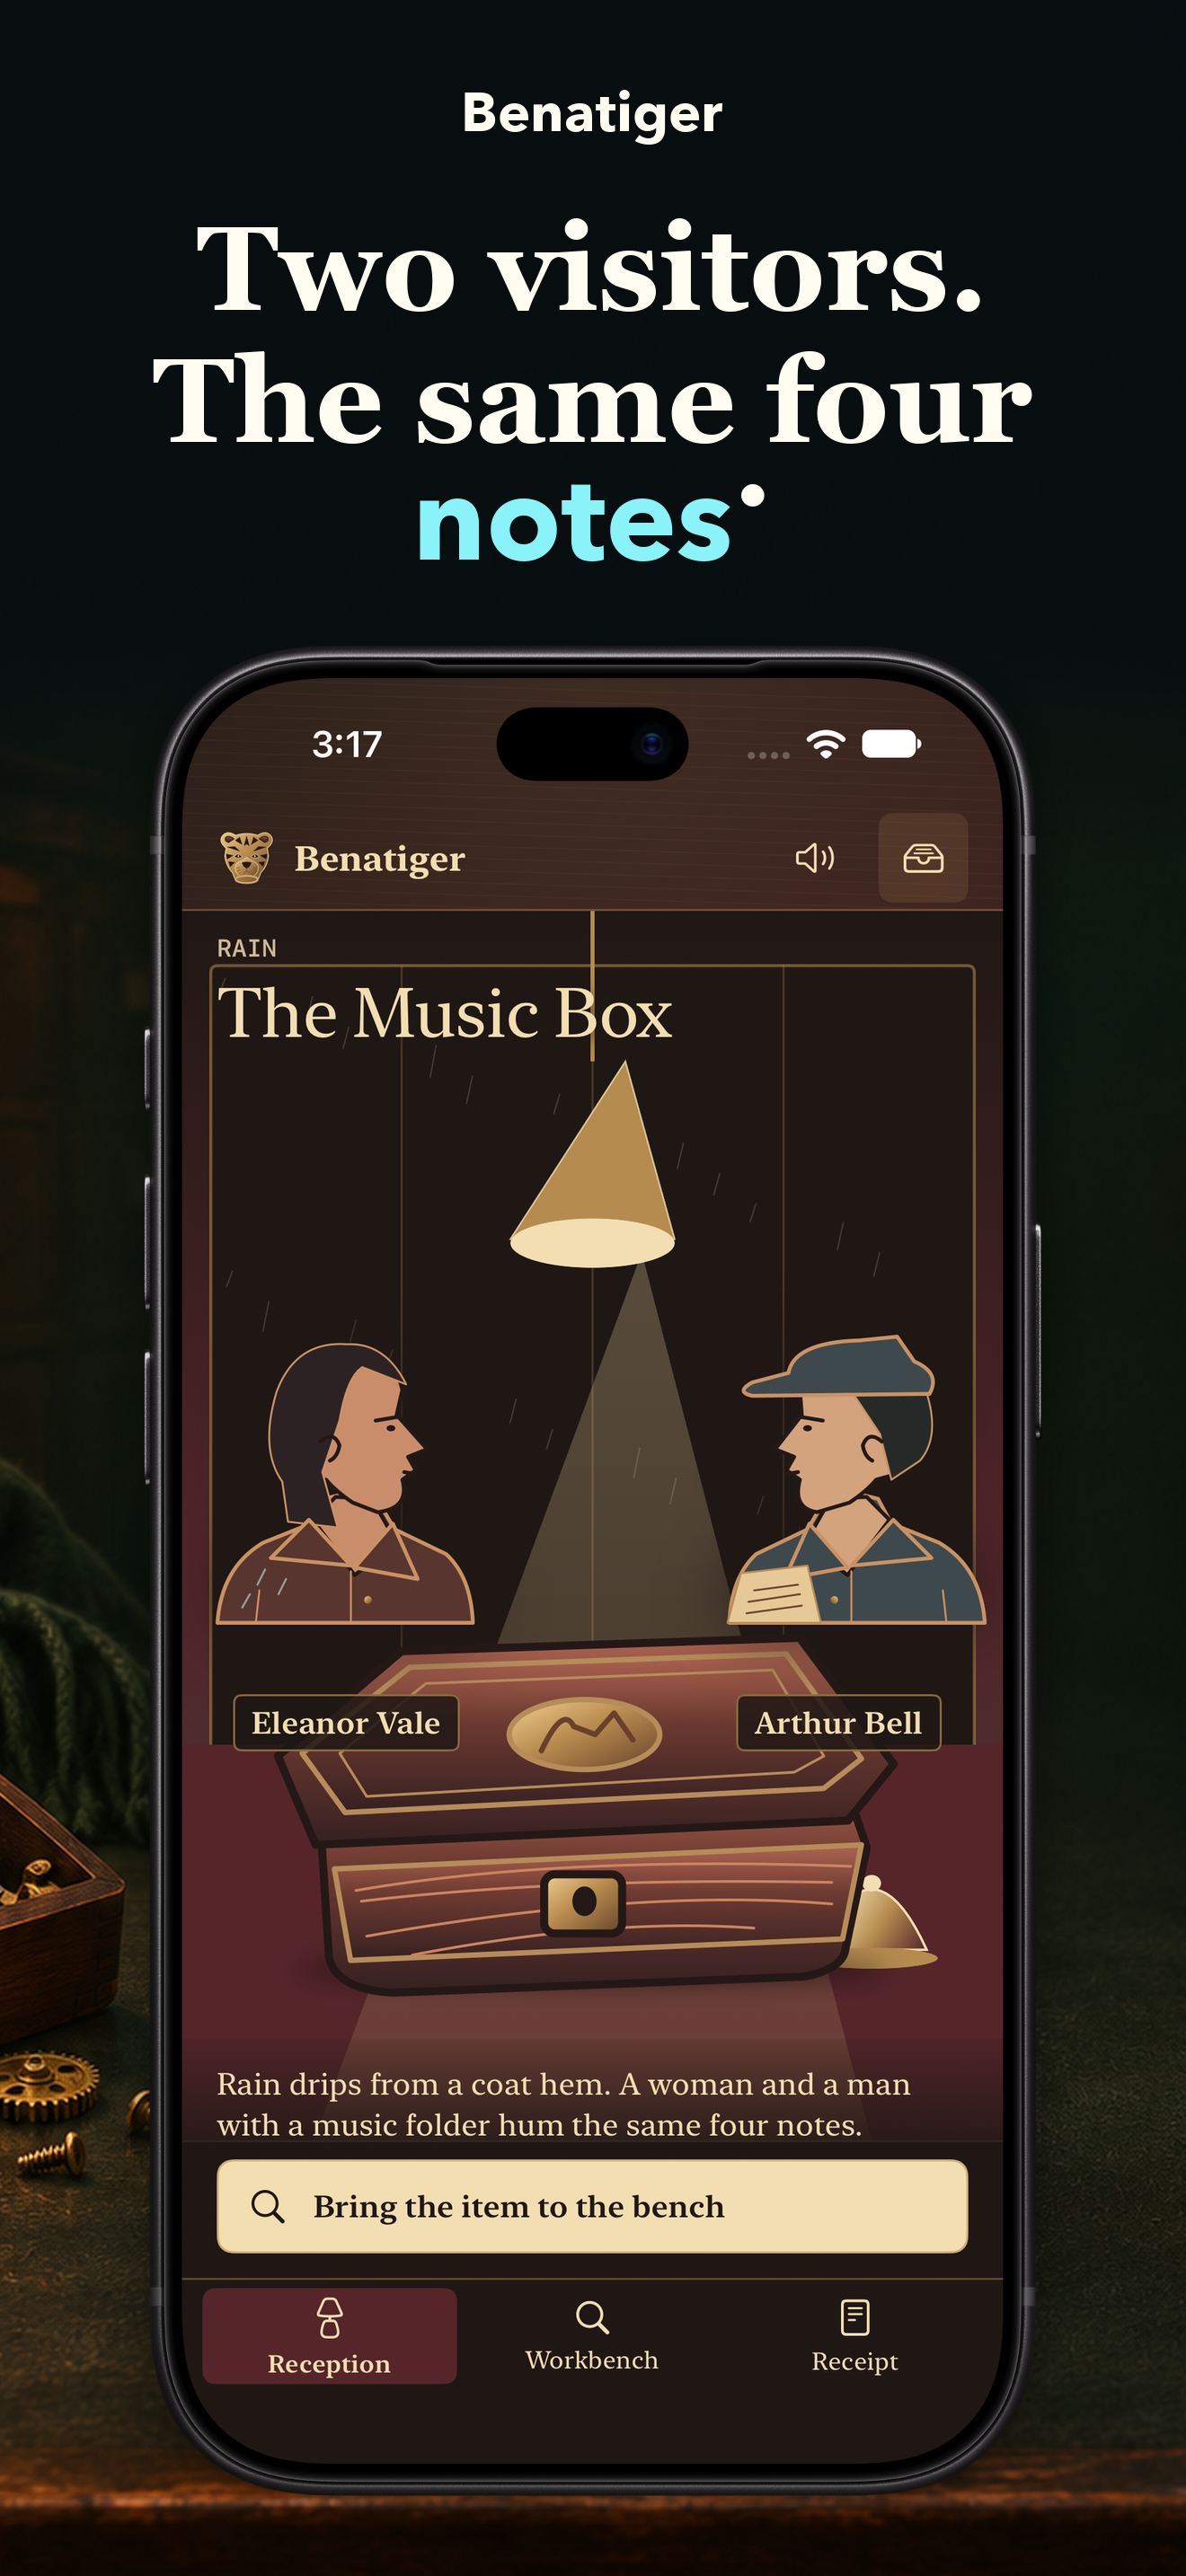 Benatiger
Two visitors.
The same four
notes.
3:17
Benatiger
RAIN
The Music Box
Eleanor Vale
Arthur Bell
Rain drips from a coat hem. A woman and a man
with a music folder hum the same four notes.
Bring the item to the bench
Reception
Workbench
Receipt